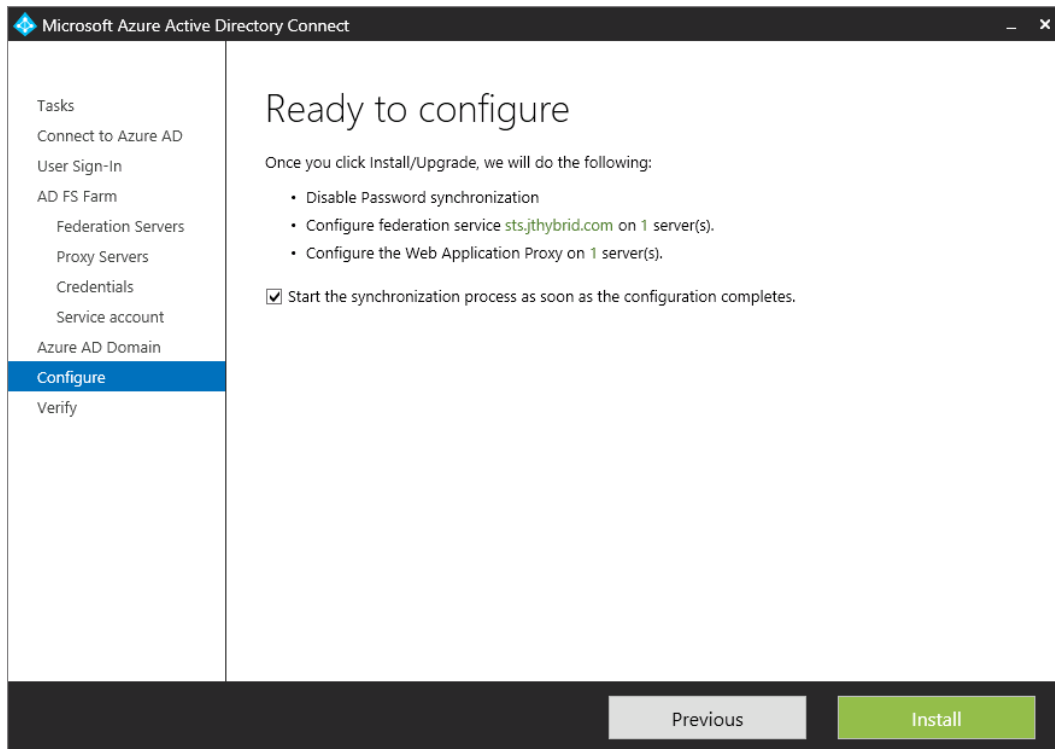 Microsoft Azure Active Directory Connect
Tasks
Connect to Azure AD
User Sign-In
AD FS Farm
Federation Servers
Proxy Servers
Credentials
Service account
Azure AD Domain
Configure
Verify
Ready to configure
Once you click Install/Upgrade, we will do the following:
• Disable Password synchronization
• Configure federation service sts.jthybrid.com on 1 server(s).
• Configure the Web Application Proxy on 1 server(s).
Start the synchronization process as soon as the configuration completes.
Previous
Install